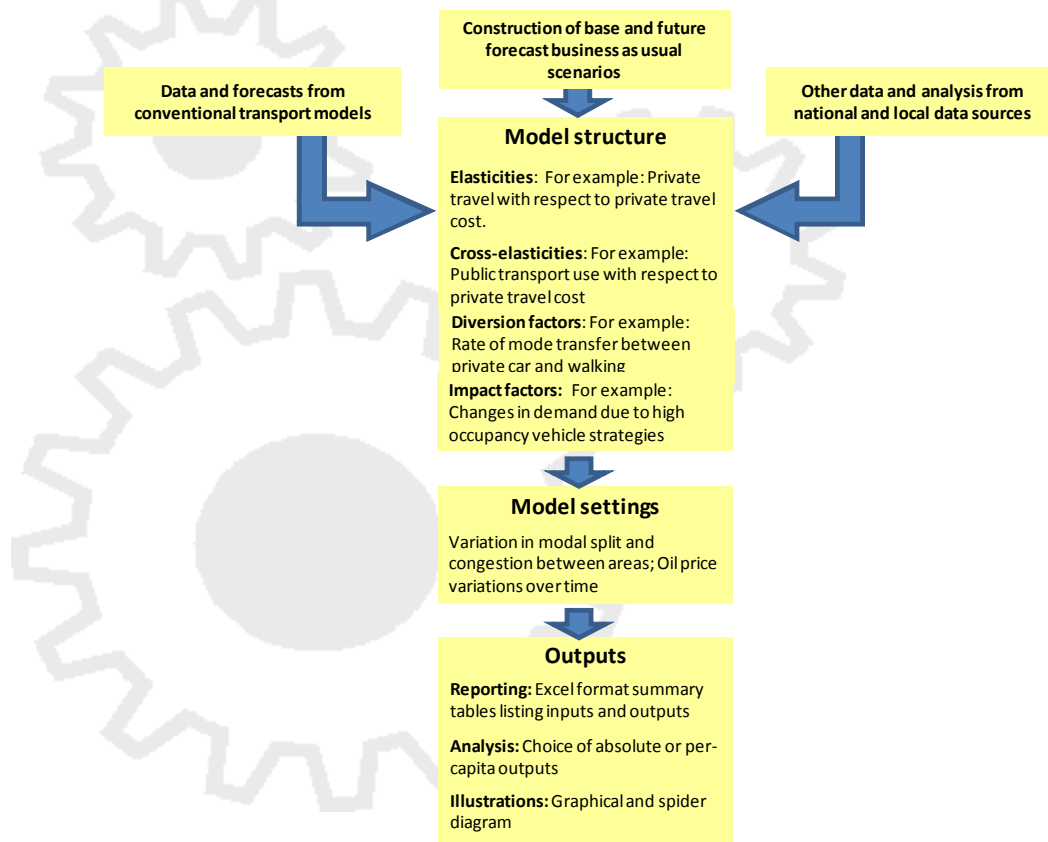 Construction of base and future
forecast business as usual
scenarios
Data and forecasts from
conventional transport models
Other data and analysis from
national and local data sources
Model structure
Elasticities: For example: Private
travel with respect to private travel
cost.
Cross-elasticities: For example:
Public transport use with respect to
private travel cost
Diversion factors: For example:
Rate of mode transfer between
private car and walking
Impact factors: For example:
Changes in demand due to high
occupancy vehicle strategies
Model settings
Variation in modal split and
congestion between areas; Oil price
variations over time
Outputs
Reporting: Excel format summary
tables listing inputs and outputs
Analysis: Choice of absolute or per-
capita outputs
Illustrations: Graphical and spider
diagram